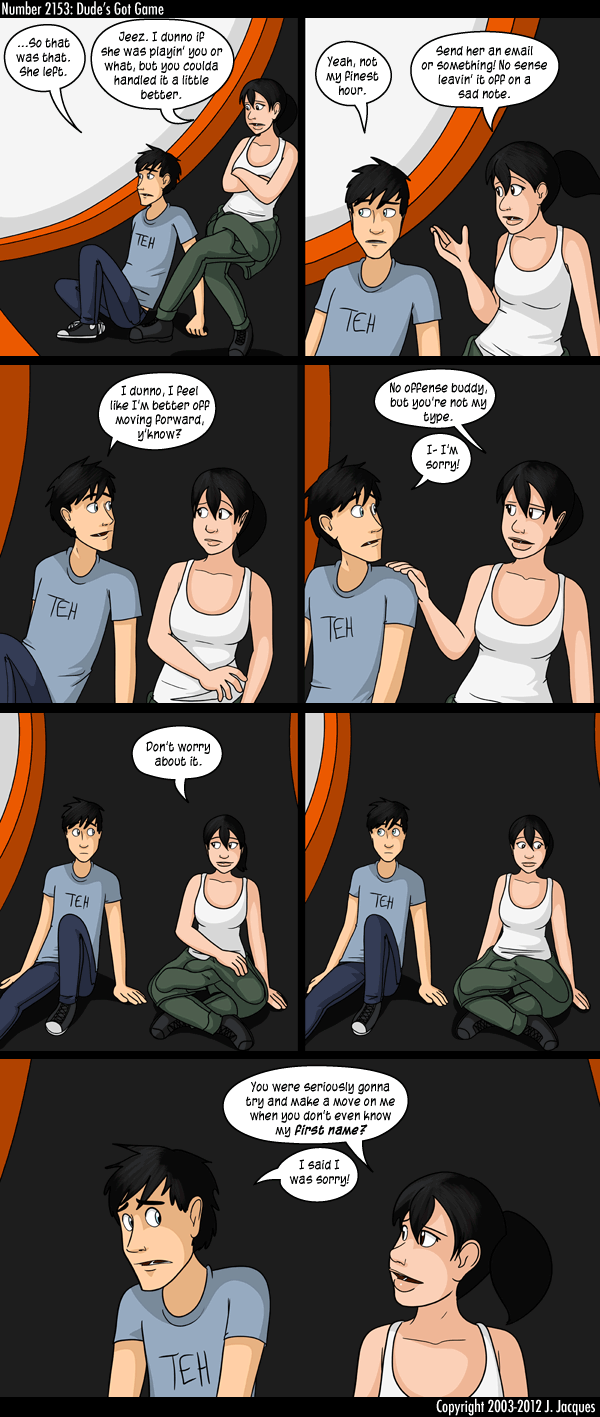 Number 2153: Dude's Got Game
...So that
was that.
She left.
Jeez. I dunno if
she was playin' you or
what, but you coulda
handled it a little
better.
TEH
Yeah, not
my finest
hour.
Send her an email
or something! No sense
leavin' it off on a
sad note.
TEH
I dunno, I feel
like I'm better off
moving forward,
y'know?
TEH
No offense buddy,
but you're not my
type.
I- I'm
sorry!
TEH
Don't worry
about it.
TEH
TEH
You were seriously gonna
try and make a move on me
when you don't even know
my first name?
I said I
was sorry!
TEH
Copyright 2003-2012 J. Jacques